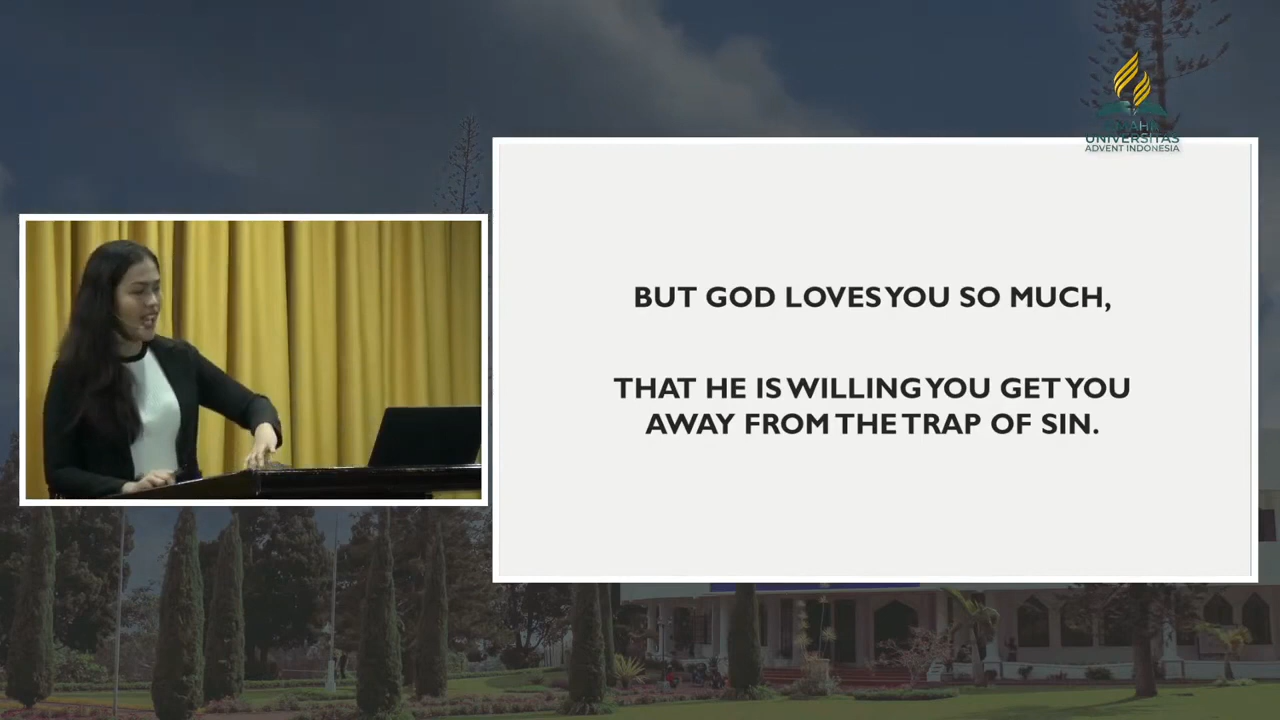 UNIVERSITAS
ADVENT INDONESIA
BUT GOD LOVES YOU SO MUCH,
THAT HE IS WILLING YOU GET YOU
AWAY FROM THE TRAP OF SIN.